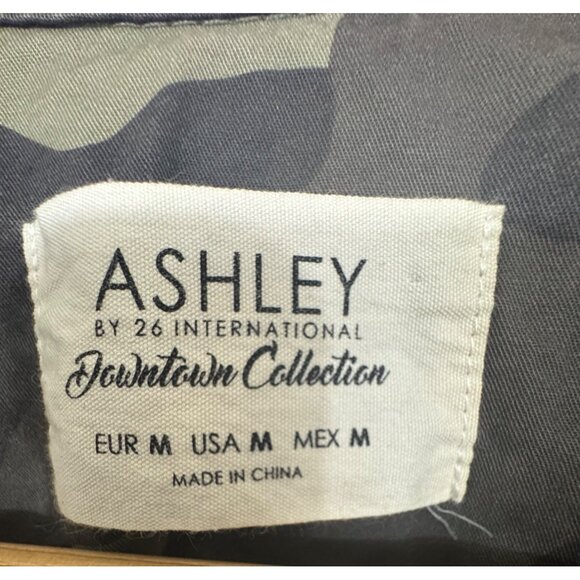 ASHLEY
BY 26 INTERNATIONAL
Downtown Collection
EUR M USA M MEX M
MADE IN CHINA